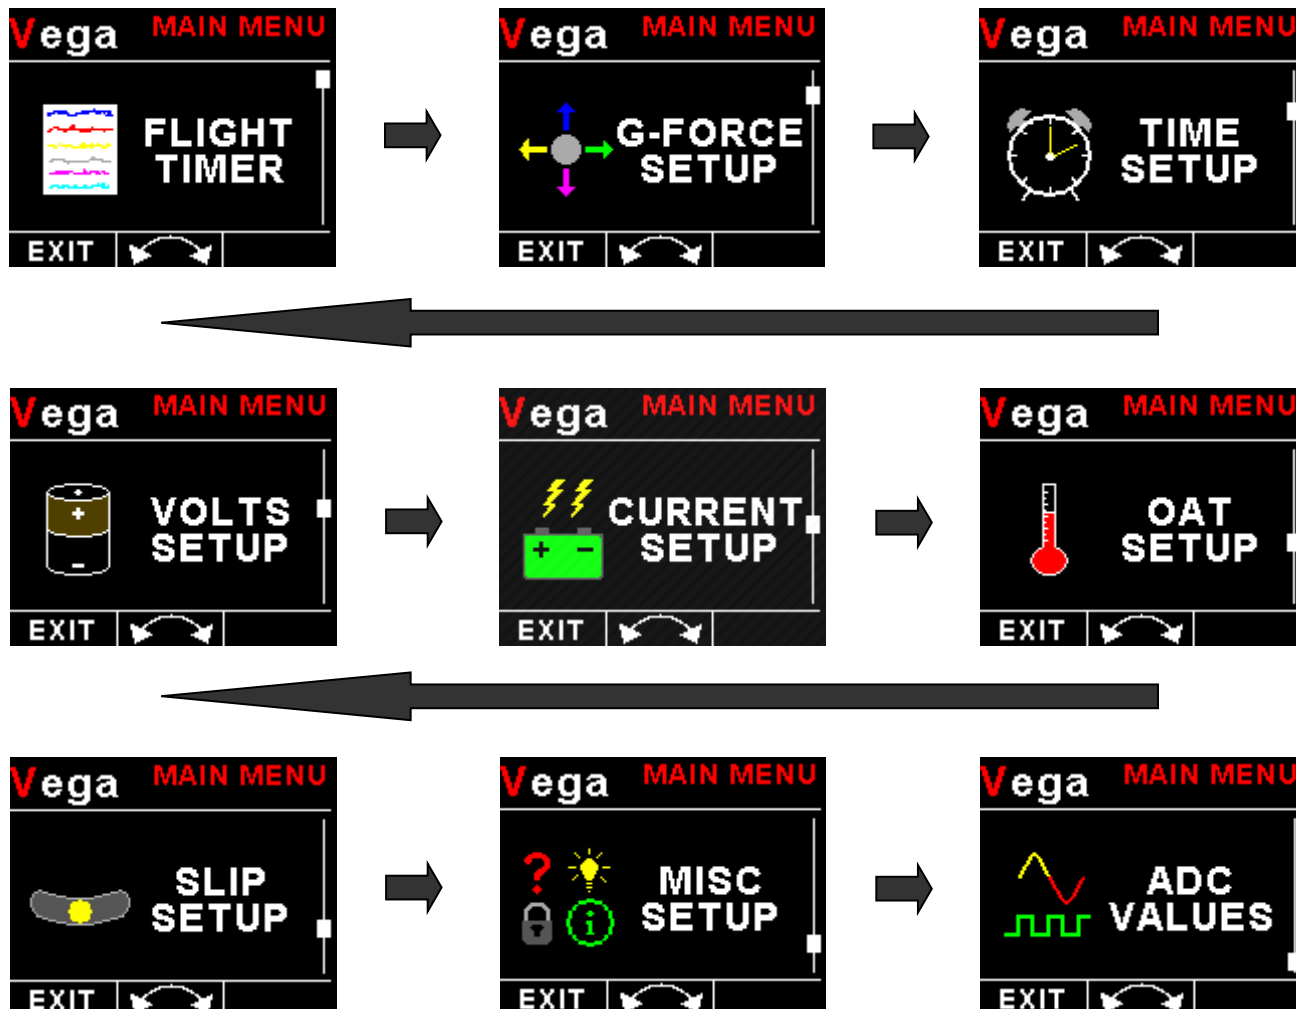 Vega MAIN MENU
FLIGHT
TIMER
EXIT
Vega MAIN MENU
G-FORCE
SETUP
EXIT
Vega MAIN MENU
TIME
SETUP
EXIT
Vega MAIN MENU
+
VOLTS
SETUP
-
EXIT
Vega MAIN MENU
CURRENT
SETUP
+ -
EXIT
Vega MAIN MENU
OAT
SETUP
EXIT
Vega MAIN MENU
SLIP
SETUP
EXIT
Vega MAIN MENU
?
MISC
SETUP
i
EXIT
Vega MAIN MENU
ADC
VALUES
EXIT